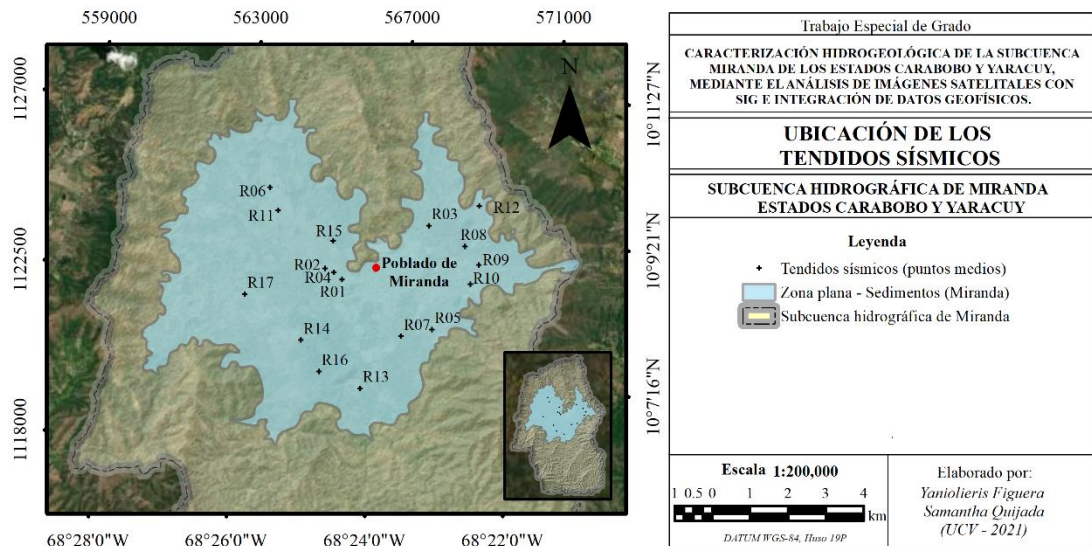 559000
563000
567000
571000
1127000
1122500
1118000
10°11'27"N
10°9'21"N
10°7'16"N
68°28'0"W
68°26'0"W
68°24'0"W
68°22'0"W
N
R06
R11
R15
R03
R12
R08
R02
R04
R01
R09
R10
Poblado de
Miranda
R17
R14
R07
R05
R16
R13
Trabajo Especial de Grado
CARACTERIZACIÓN HIDROGEOLÓGICA DE LA SUBCUENCA
MIRANDA DE LOS ESTADOS CARABOBO Y YARACUY,
MEDIANTE EL ANÁLISIS DE IMÁGENES SATELITALES CON
SIG E INTEGRACIÓN DE DATOS GEOFÍSICOS.
UBICACIÓN DE LOS
TENDIDOS SÍSMICOS
SUBCUENCA HIDROGRÁFICA DE MIRANDA
ESTADOS CARABOBO Y YARACUY
Leyenda
Tendidos sísmicos (puntos medios)
Zona plana - Sedimentos (Miranda)
Subcuenca hidrográfica de Miranda
Escala 1:200,000
1 0.5 0 1 2 3 4
km
DATUM WGS-84, Huso 19P
Elaborado por:
Yaniolieris Figuera
Samantha Quijada
(UCV - 2021)